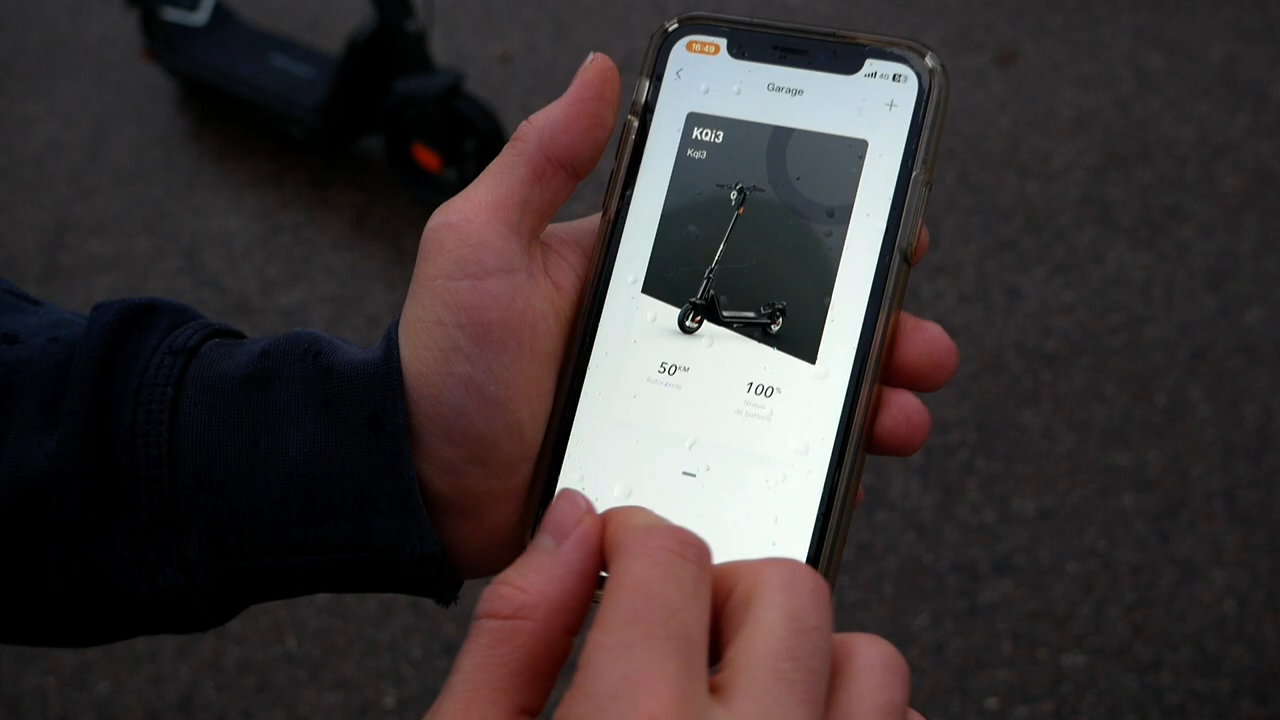 16:49
4G
Garage
KQi3
Kqi3
50KM
100%
Autonomie
Niveau
de batterie